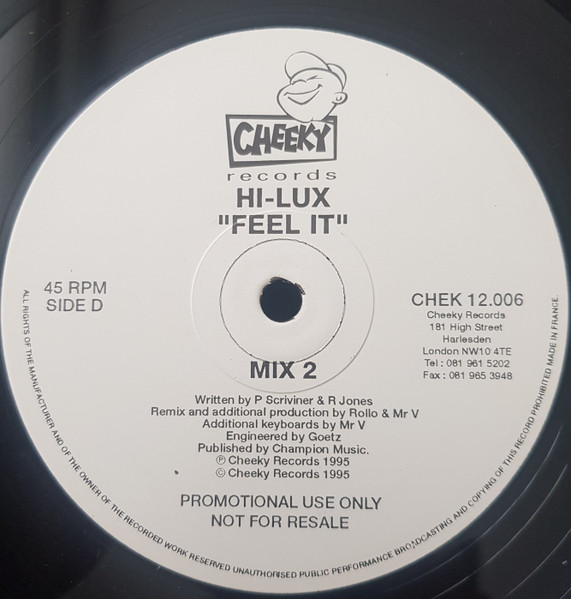 CHEEKY
records
HI-LUX
"FEEL IT"
45 RPM
SIDE D
CHEK 12.006
Cheeky Records
181 High Street
Harlesden
London NW10 4TE
Tel : 081 961 5202
Fax : 081 965 3948
MIX 2
Written by P Scriviner & R Jones
Remix and additional production by Rollo & Mr V
Additional keyboards by Mr V
Engineered by Goetz
Published by Champion Music.
℗ Cheeky Records 1995
© Cheeky Records 1995
PROMOTIONAL USE ONLY
NOT FOR RESALE
ALL RIGHTS OF THE MANUFACTURER AND OF THE OWNER OF THE RECORDED WORK RESERVED UNAUTHORISED PUBLIC PERFORMANCE BROADCASTING AND COPYING OF THIS RECORD PROHIBITED MADE IN FRANCE.